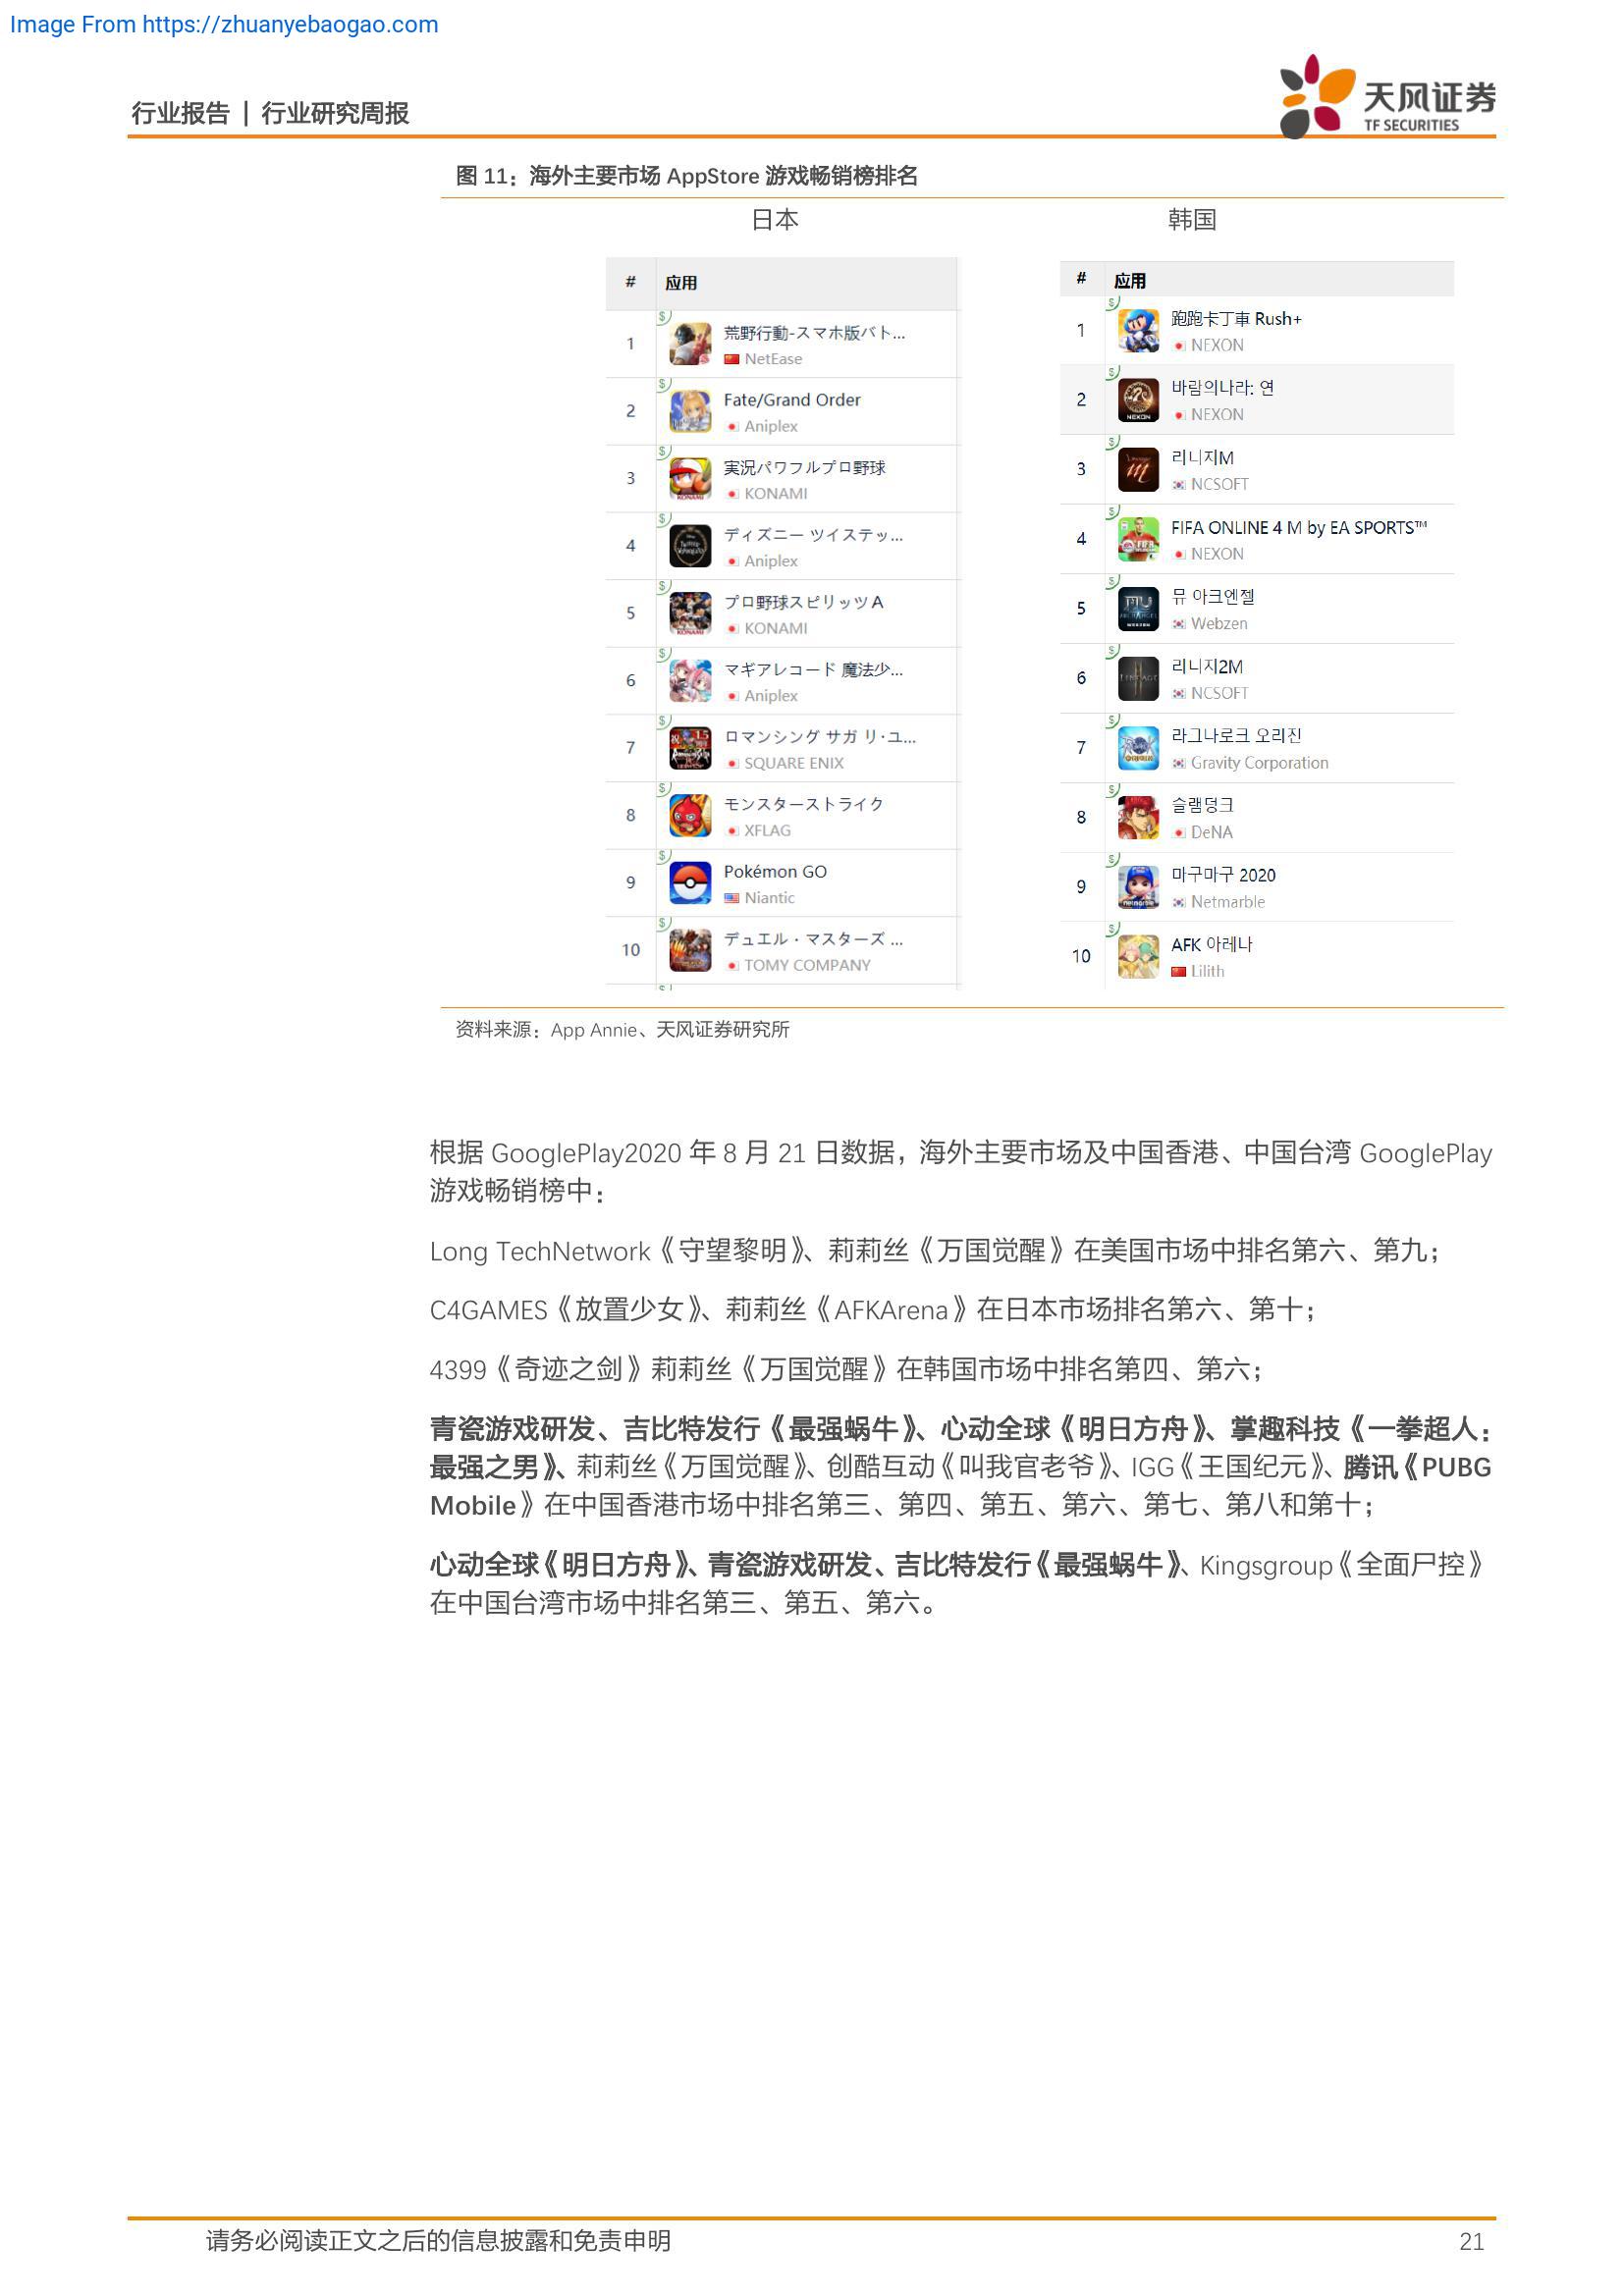 Image From https://zhuanyebaogao.com
行业报告 | 行业研究周报
天风证券
TF SECURITIES
图 11：海外主要市场 AppStore 游戏畅销榜排名
日本
韩国
# 应用
1 荒野行動-スマホ版バト...
NetEase
2 Fate/Grand Order
Aniplex
3 実況パワフルプロ野球
KONAMI
4 ディズニー ツイステッ...
Aniplex
5 プロ野球スピリッツA
KONAMI
6 マギアレコード 魔法少...
Aniplex
7 ロマンシング サガ リ・ユ...
SQUARE ENIX
8 モンスターストライク
XFLAG
9 Pokémon GO
Niantic
10 デュエル・マスターズ ...
TOMY COMPANY
# 应用
1 跑跑卡丁車 Rush+
NEXON
2 바람의나라: 연
NEXON
3 리니지M
NCSOFT
4 FIFA ONLINE 4 M by EA SPORTS™
NEXON
5 뮤 아크엔젤
Webzen
6 리니지2M
NCSOFT
7 라그나로크 오리진
Gravity Corporation
8 슬램덩크
DeNA
9 마구마구 2020
Netmarble
10 AFK 아레나
Lilith
资料来源：App Annie、天风证券研究所
根据 GooglePlay2020 年 8 月 21 日数据，海外主要市场及中国香港、中国台湾 GooglePlay
游戏畅销榜中：
Long TechNetwork《守望黎明》、莉莉丝《万国觉醒》在美国市场中排名第六、第九；
C4GAMES《放置少女》、莉莉丝《AFKArena》在日本市场排名第六、第十；
4399《奇迹之剑》莉莉丝《万国觉醒》在韩国市场中排名第四、第六；
青瓷游戏研发、吉比特发行《最强蜗牛》、心动全球《明日方舟》、掌趣科技《一拳超人：
最强之男》、莉莉丝《万国觉醒》、创酷互动《叫我官老爷》、IGG《王国纪元》、腾讯《PUBG
Mobile》在中国香港市场中排名第三、第四、第五、第六、第七、第八和第十；
心动全球《明日方舟》、青瓷游戏研发、吉比特发行《最强蜗牛》、Kingsgroup《全面尸控》
在中国台湾市场中排名第三、第五、第六。
请务必阅读正文之后的信息披露和免责申明
21